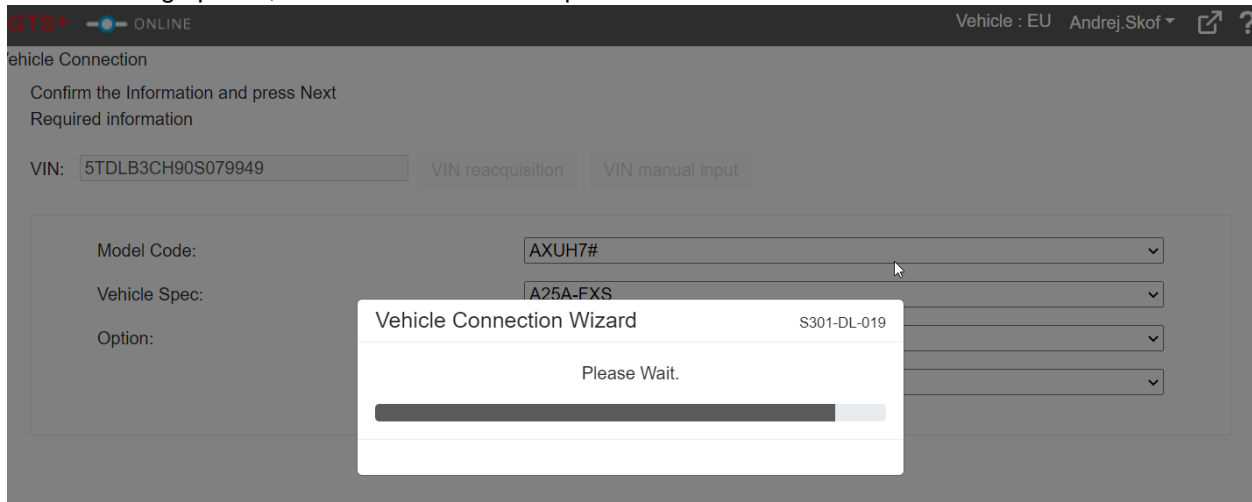 GTS+ ONLINE Vehicle : EU Andrej.Skof ?
ehicle Connection
Confirm the Information and press Next
Required information
VIN: 5TDLB3CH90S079949 VIN reacquisition VIN manual input
Model Code: AXUH7#
Vehicle Spec: A25A-FXS
Option:
Vehicle Connection Wizard S301-DL-019
Please Wait.